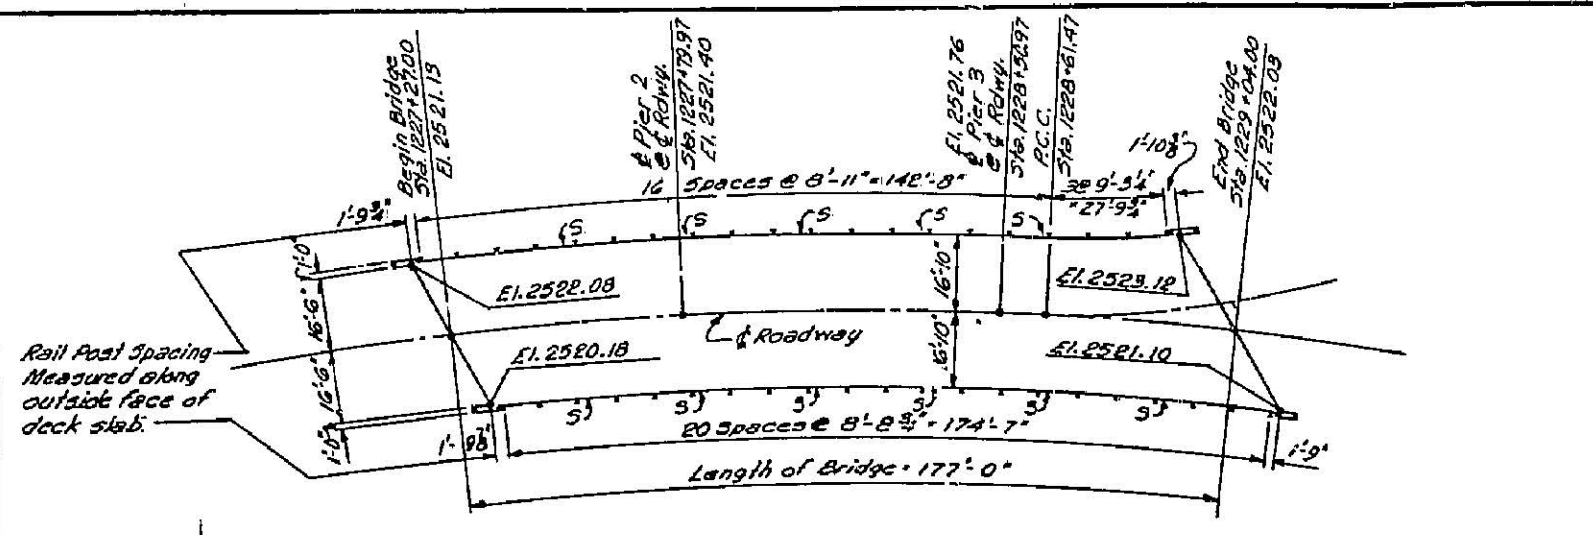 Begin Bridge
Sta. 1227+27.00
El. 2521.13
℄ Pier 2
@ ℄ Rdwy.
Sta. 1227+79.97
El. 2521.40
El. 2521.76
℄ Pier 3
@ ℄ Rdwy.
Sta. 1228+56.97
P.C.C.
Sta. 1228+61.47
End Bridge
Sta. 1229+04.00
El. 2522.03
1'-10⅜"
16 Spaces @ 8'-11" = 142'-8"
3@ 9'-3¼"
= 27'-9¾"
1'-9¾"
S
S
S
S
S
1'-0"
16'-6"
16'-6"
1'-0"
El. 2522.08
16'-10"
16'-10"
El. 2523.12
℄ Roadway
El. 2520.18
El. 2521.10
Rail Post Spacing
Measured along
outside face of
deck slab.
S
S
S
S
S
S
1'-9⅞"
20 Spaces @ 8'-8¾" = 174'-7"
1'-9"
Length of Bridge = 177'-0"